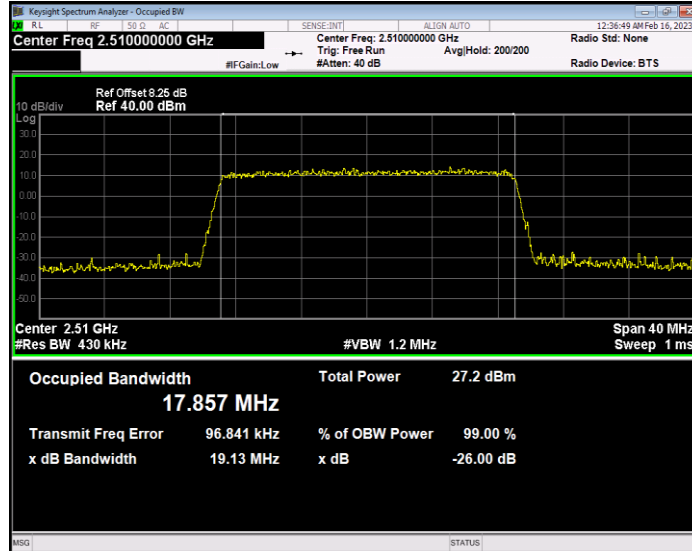 Keysight Spectrum Analyzer - Occupied BW
RL RF 50 Ω AC SENSE:INT ALIGN AUTO 12:36:49 AM Feb 16, 2023
Center Freq 2.510000000 GHz Center Freq: 2.510000000 GHz Radio Std: None
Trig: Free Run Avg|Hold: 200/200
#IFGain:Low #Atten: 40 dB Radio Device: BTS
Ref Offset 8.25 dB
10 dB/div Ref 40.00 dBm
Log
30.0
20.0
10.0
0.00
-10.0
-20.0
-30.0
-40.0
-50.0
Center 2.51 GHz Span 40 MHz
#Res BW 430 kHz #VBW 1.2 MHz Sweep 1 ms
Occupied Bandwidth Total Power 27.2 dBm
17.857 MHz
Transmit Freq Error 96.841 kHz % of OBW Power 99.00 %
x dB Bandwidth 19.13 MHz x dB -26.00 dB
MSG STATUS